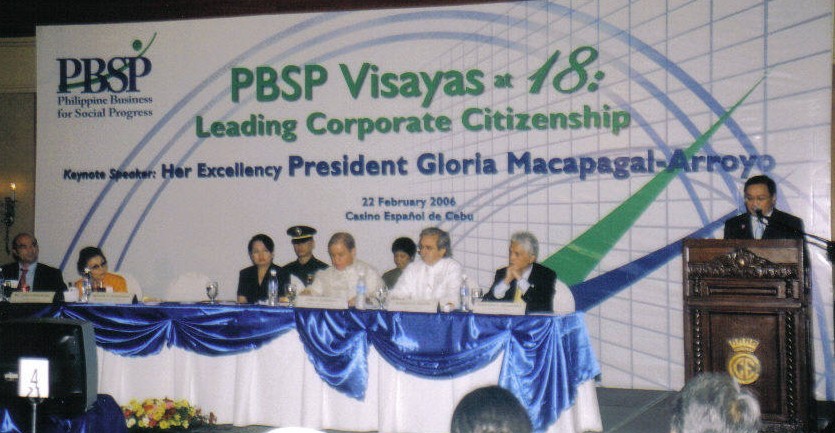 PBSP
Philippine Business
for Social Progress
PBSP Visayas at 18:
Leading Corporate Citizenship
Keynote Speaker: Her Excellency President Gloria Macapagal-Arroyo
22 February 2006
Casino Español de Cebu
4
CE